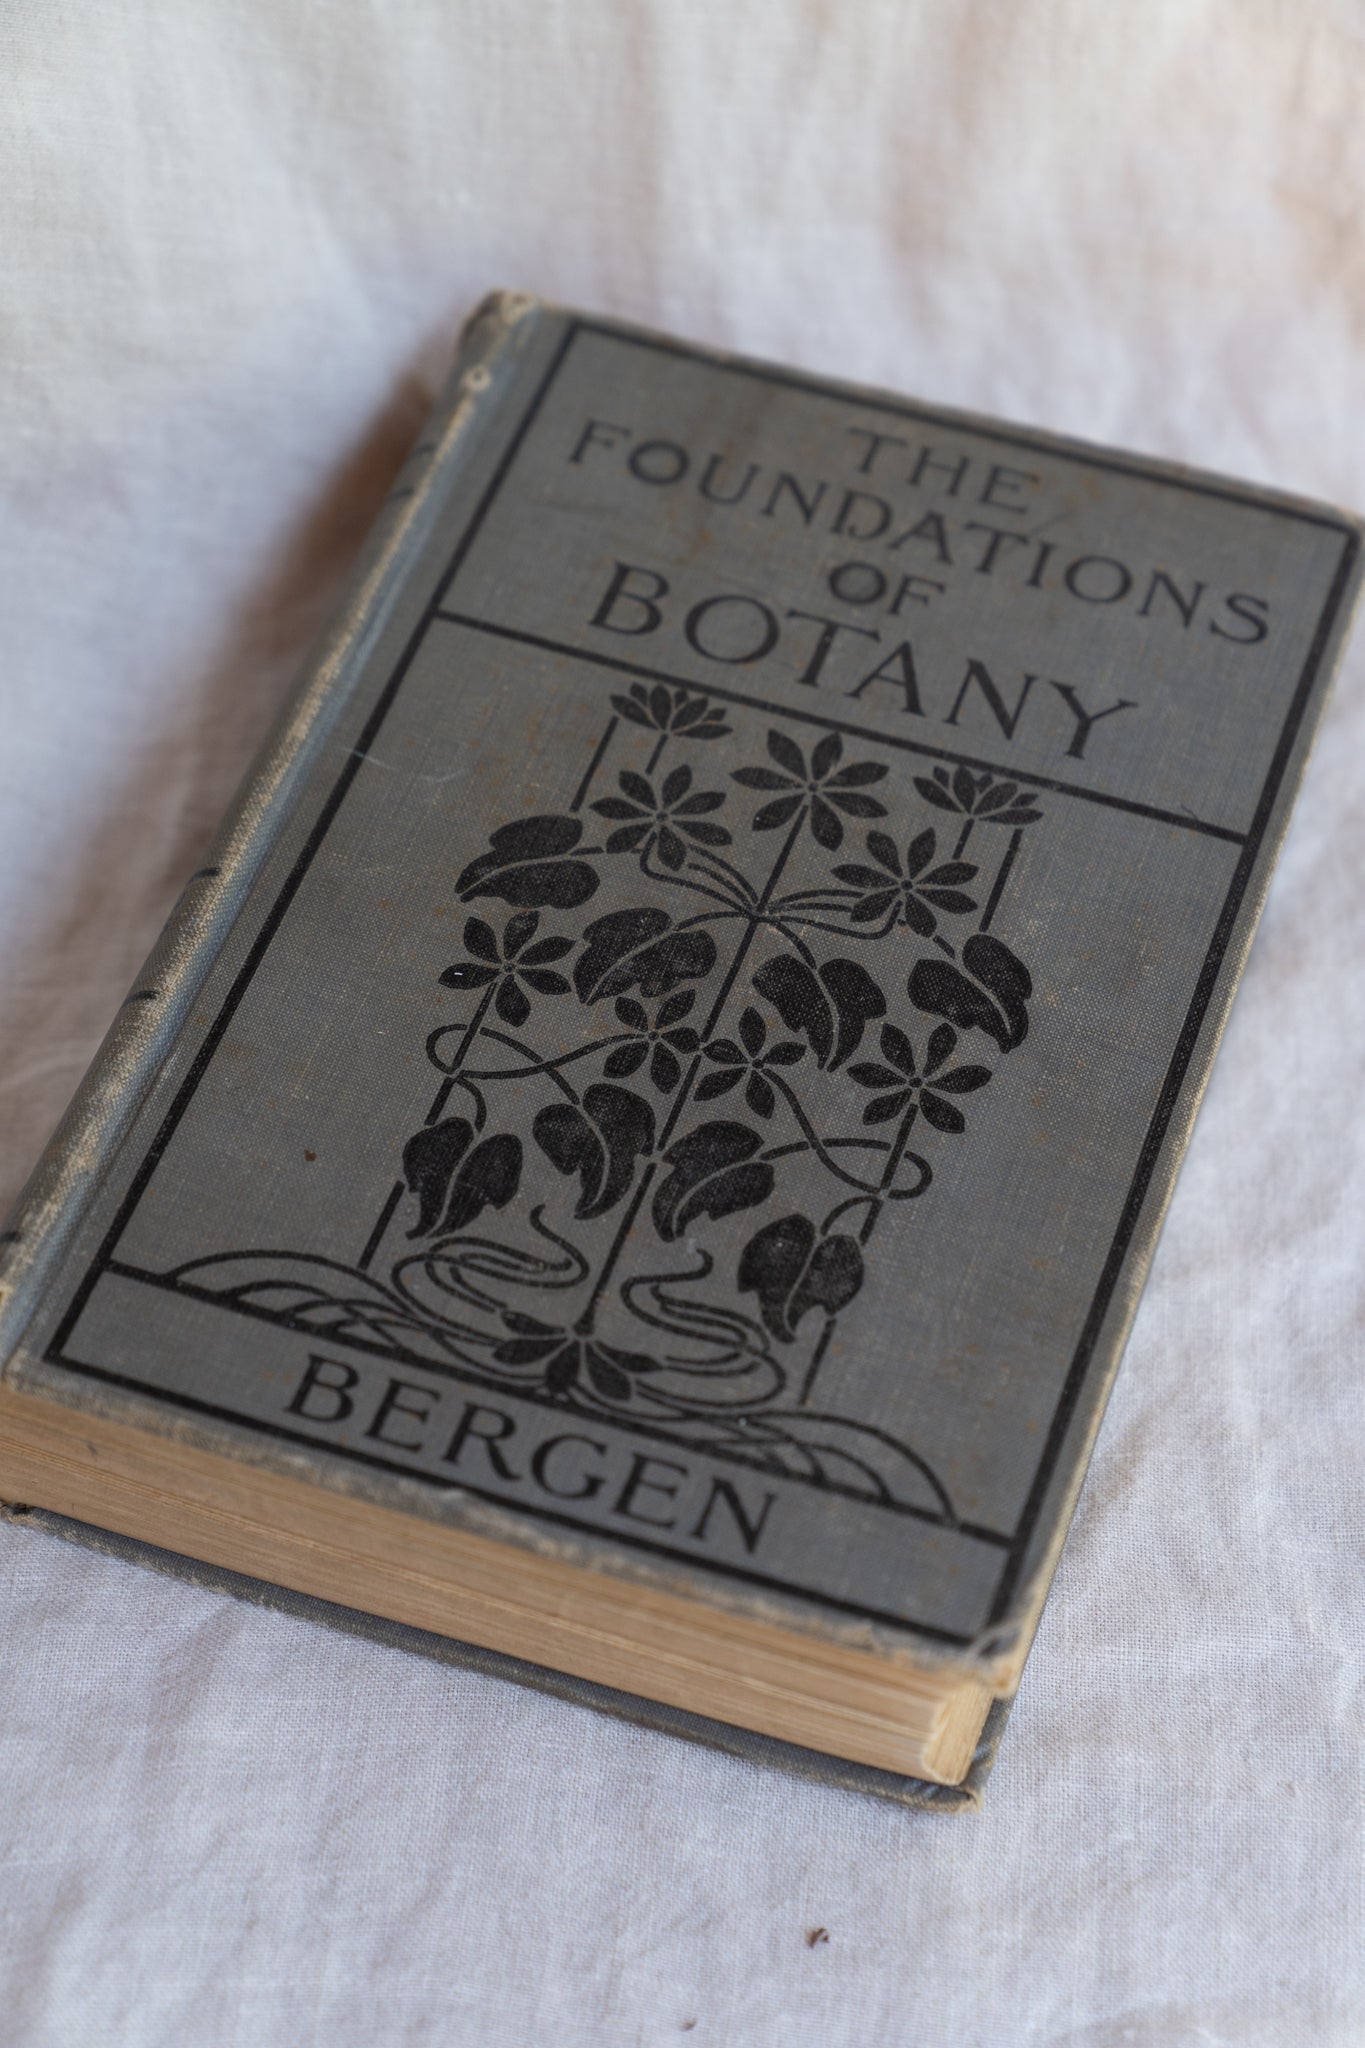 THE
FOUNDATIONS
OF
BOTANY
BERGEN